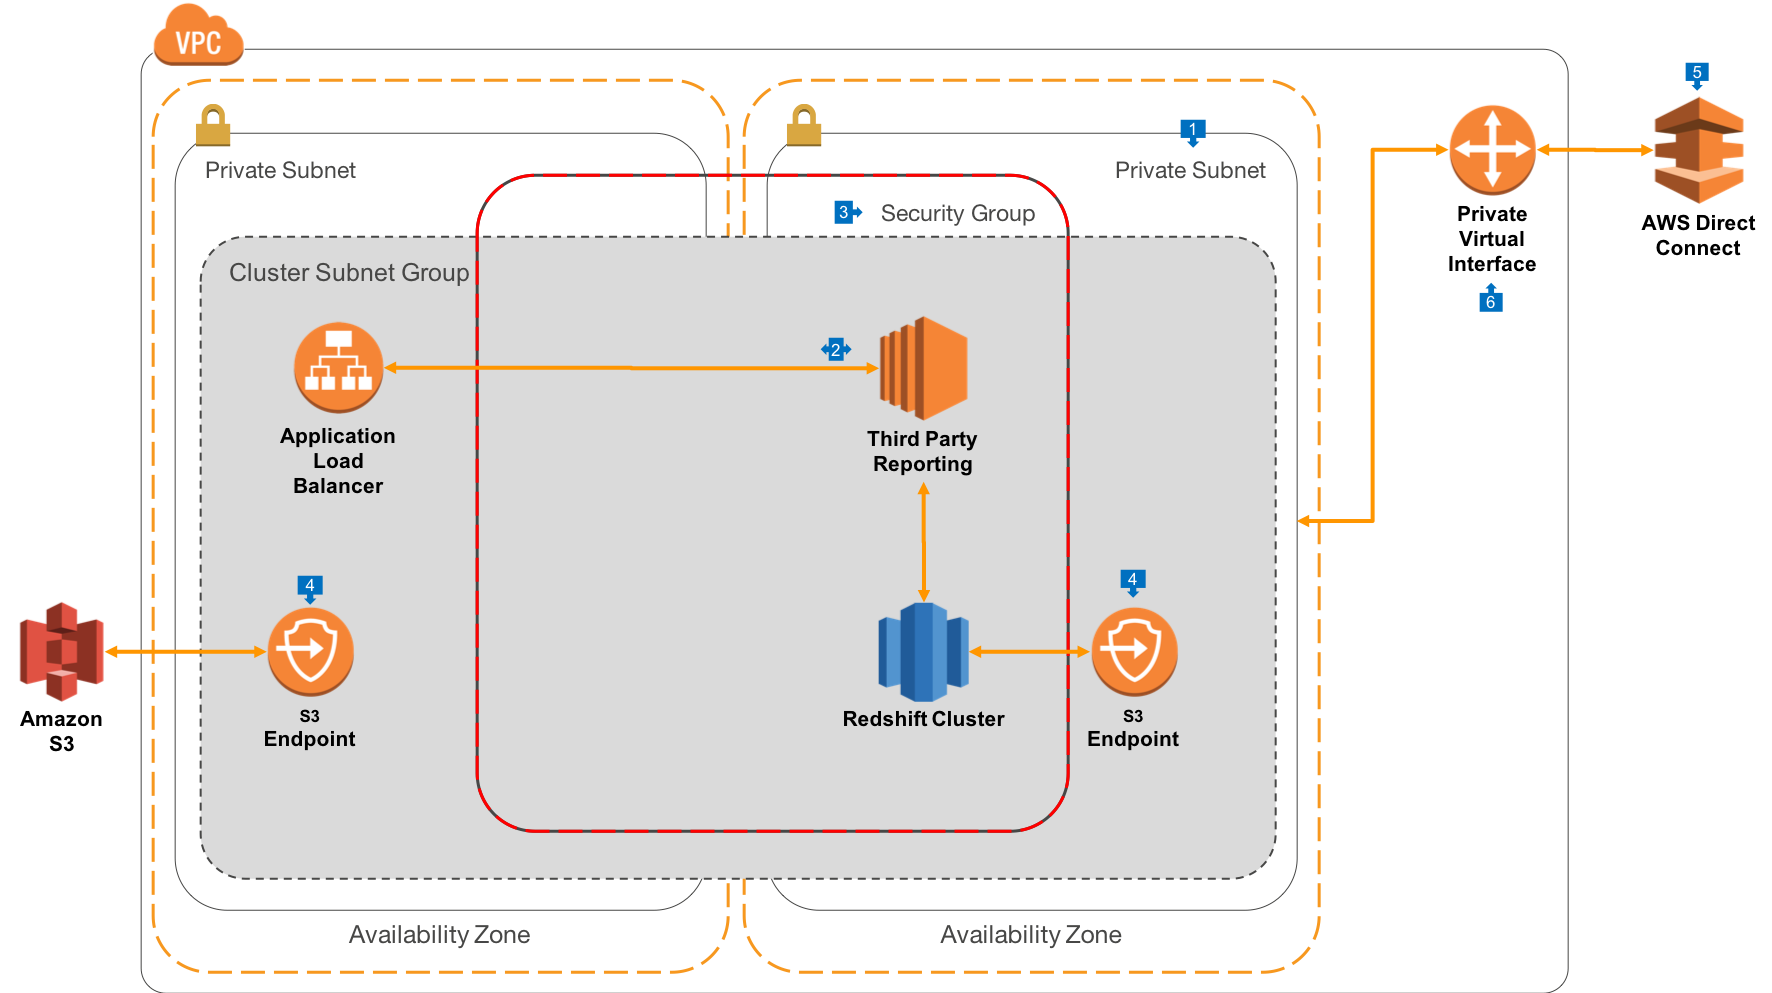 VPC
5
1
Private Subnet
Private Subnet
3
Security Group
Private
Virtual
Interface
6
AWS Direct
Connect
Cluster Subnet Group
2
Application
Load
Balancer
Third Party
Reporting
4
4
Amazon
S3
S3
Endpoint
Redshift Cluster
S3
Endpoint
Availability Zone
Availability Zone